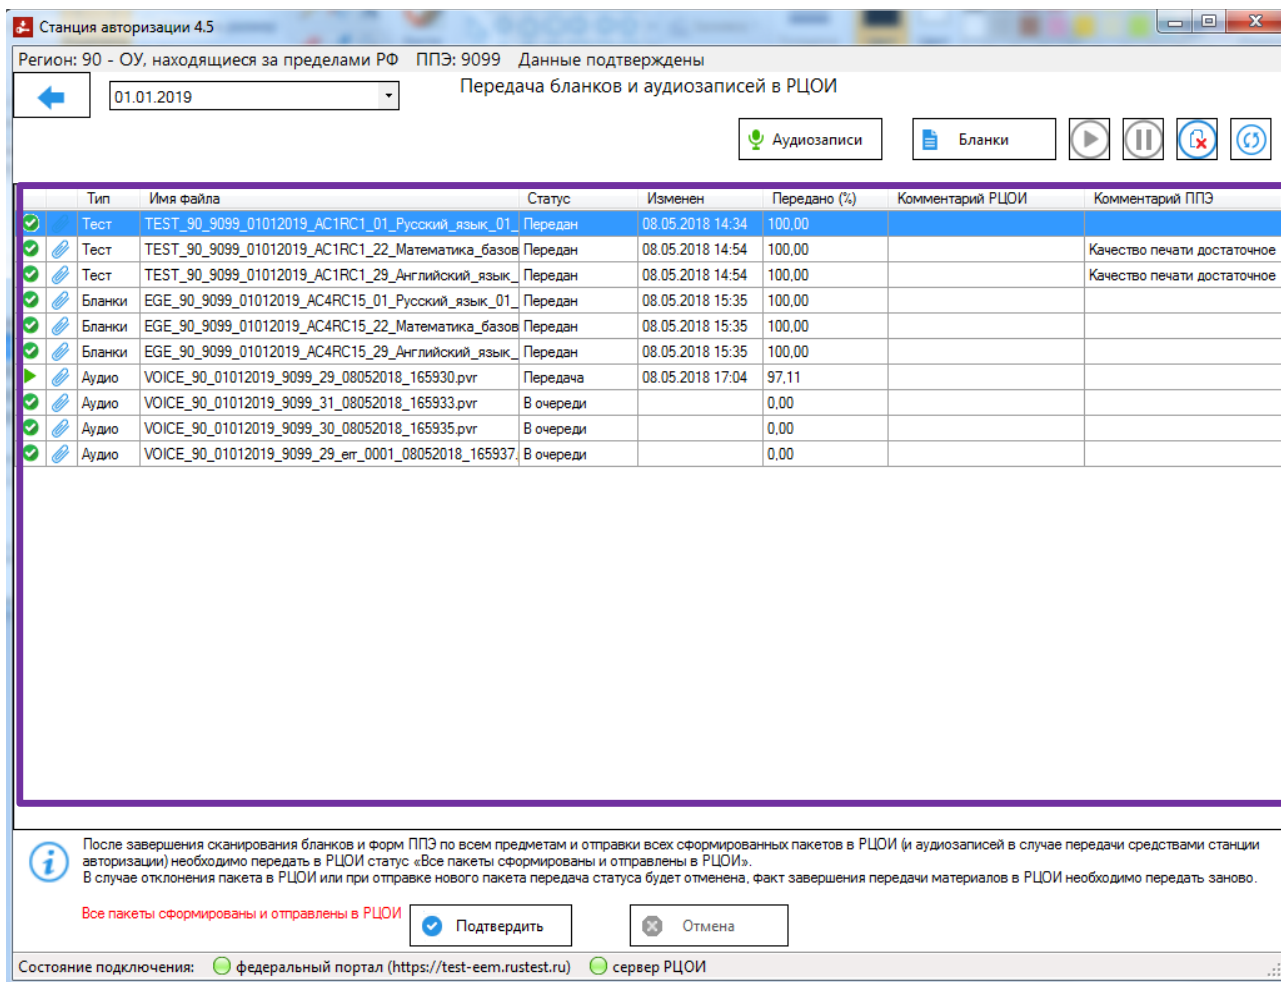 Станция авторизации 4.5
Регион: 90 - ОУ, находящиеся за пределами РФ ППЭ: 9099 Данные подтверждены
01.01.2019 Передача бланков и аудиозаписей в РЦОИ
Аудиозаписи Бланки
Тип Имя файла Статус Изменен Передано (%) Комментарий РЦОИ Комментарий ППЭ
Тест TEST_90_9099_01012019_AC1RC1_01_Русский_язык_01_ Передан 08.05.2018 14:34 100,00
Тест TEST_90_9099_01012019_AC1RC1_22_Математика_базов Передан 08.05.2018 14:54 100,00 Качество печати достаточное
Тест TEST_90_9099_01012019_AC1RC1_29_Английский_язык_ Передан 08.05.2018 14:54 100,00 Качество печати достаточное
Бланки EGE_90_9099_01012019_AC4RC15_01_Русский_язык_01_ Передан 08.05.2018 15:35 100,00
Бланки EGE_90_9099_01012019_AC4RC15_22_Математика_базов Передан 08.05.2018 15:35 100,00
Бланки EGE_90_9099_01012019_AC4RC15_29_Английский_язык_ Передан 08.05.2018 15:35 100,00
Аудио VOICE_90_01012019_9099_29_08052018_165930.pvr Передача 08.05.2018 17:04 97,11
Аудио VOICE_90_01012019_9099_31_08052018_165933.pvr В очереди 0,00
Аудио VOICE_90_01012019_9099_30_08052018_165935.pvr В очереди 0,00
Аудио VOICE_90_01012019_9099_29_err_0001_08052018_165937. В очереди 0,00
После завершения сканирования бланков и форм ППЭ по всем предметам и отправки всех сформированных пакетов в РЦОИ (и аудиозаписей в случае передачи средствами станции
авторизации) необходимо передать в РЦОИ статус «Все пакеты сформированы и отправлены в РЦОИ».
В случае отклонения пакета в РЦОИ или при отправке нового пакета передача статуса будет отменена, факт завершения передачи материалов в РЦОИ необходимо передать заново.
Все пакеты сформированы и отправлены в РЦОИ Подтвердить Отмена
Состояние подключения: федеральный портал (https://test-eem.rustest.ru) сервер РЦОИ